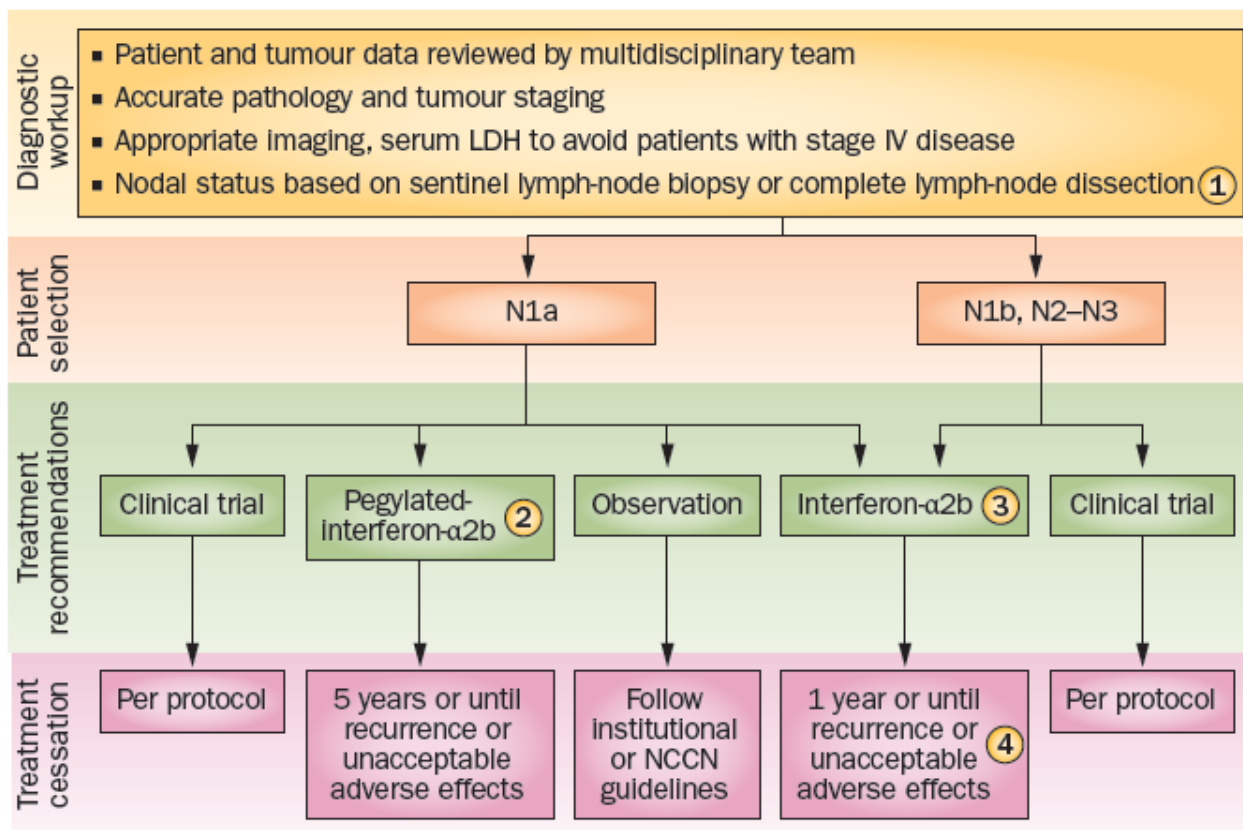 Diagnostic
workup
▪ Patient and tumour data reviewed by multidisciplinary team
▪ Accurate pathology and tumour staging
▪ Appropriate imaging, serum LDH to avoid patients with stage IV disease
▪ Nodal status based on sentinel lymph-node biopsy or complete lymph-node dissection 1
Patient
selection
N1a
N1b, N2–N3
Treatment
recommendations
Clinical trial
Pegylated-
interferon-α2b 2
Observation
Interferon-α2b 3
Clinical trial
Treatment
cessation
Per protocol
5 years or until
recurrence or
unacceptable
adverse effects
Follow
institutional
or NCCN
guidelines
1 year or until
recurrence or
unacceptable
adverse effects
4
Per protocol